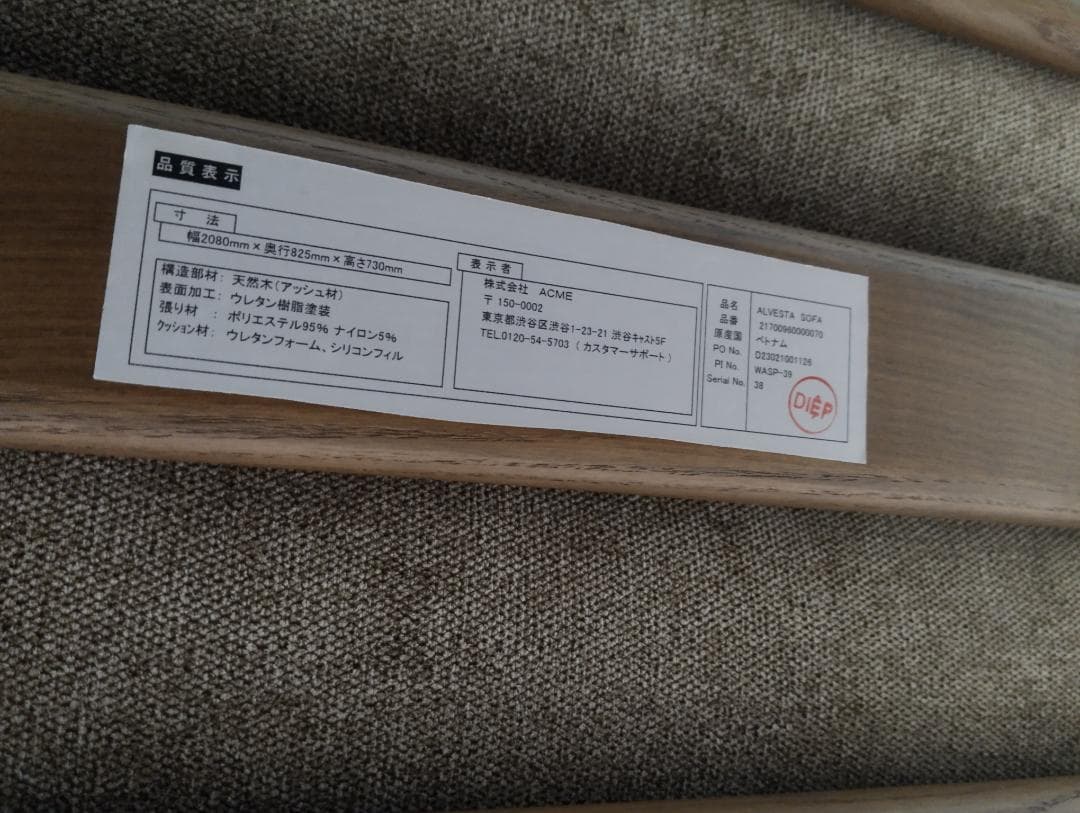 品質表示
寸 法
幅2080mm×奥行825mm×高さ730mm
構造部材: 天然木(アッシュ材)
表面加工: ウレタン樹脂塗装
張り材 : ポリエステル95% ナイロン5%
クッション材: ウレタンフォーム、シリコンフィル
表示者
株式会社 ACME
〒150-0002
東京都渋谷区渋谷1-23-21 渋谷キャスト5F
TEL.0120-54-5703 (カスタマーサポート)
品名 ALVESTA SOFA
品番 21700960000070
原産国 ベトナム
PO No. D23021001126
PI No. WASP-39
Serial No. 38
DIỆP